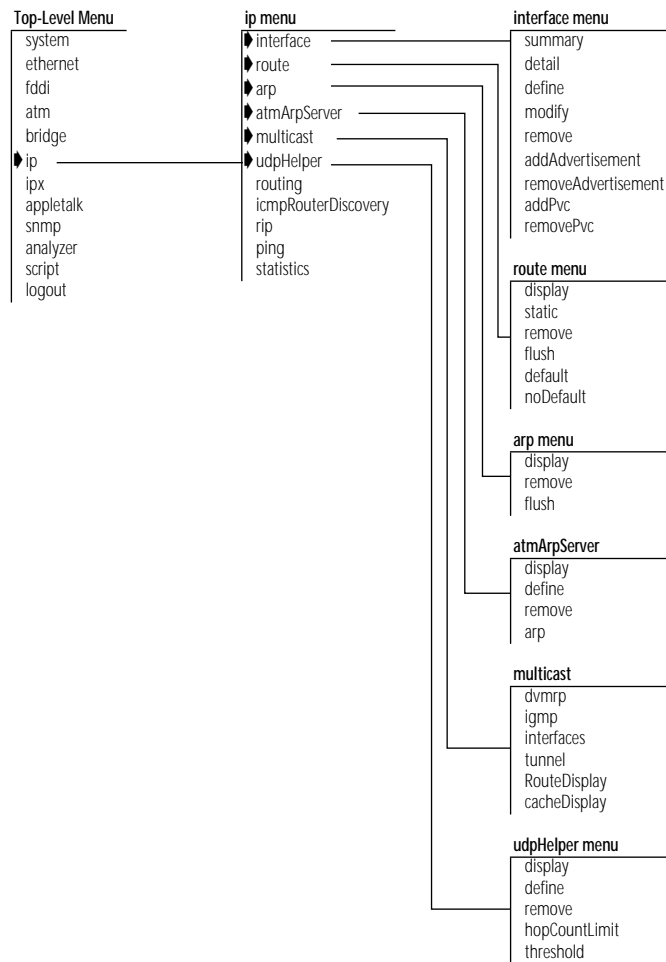 Top-Level Menu
system
ethernet
fddi
atm
bridge
ip
ipx
appletalk
snmp
analyzer
script
logout
ip menu
interface
route
arp
atmArpServer
multicast
udpHelper
routing
icmpRouterDiscovery
rip
ping
statistics
interface menu
summary
detail
define
modify
remove
addAdvertisement
removeAdvertisement
addPvc
removePvc
route menu
display
static
remove
flush
default
noDefault
arp menu
display
remove
flush
atmArpServer
display
define
remove
arp
multicast
dvmrp
igmp
interfaces
tunnel
RouteDisplay
cacheDisplay
udpHelper menu
display
define
remove
hopCountLimit
threshold